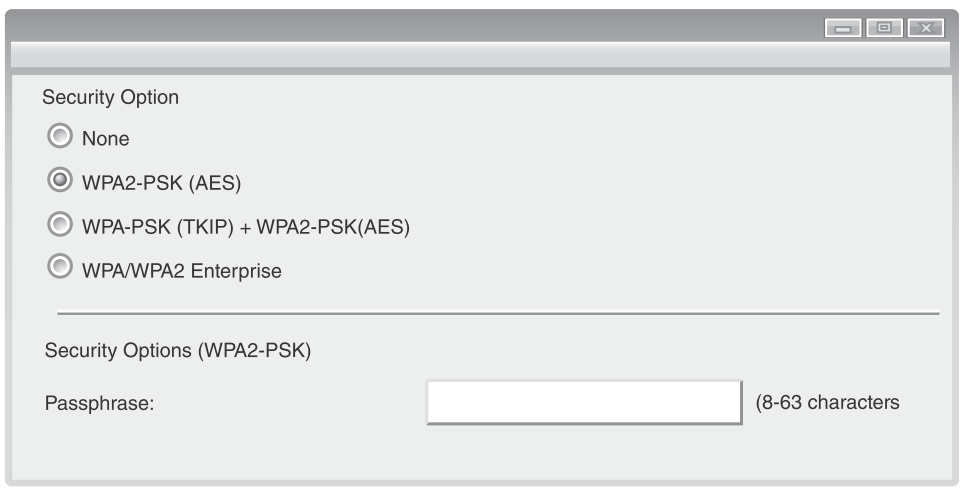 Security Option
None
WPA2-PSK (AES)
WPA-PSK (TKIP) + WPA2-PSK(AES)
WPA/WPA2 Enterprise
Security Options (WPA2-PSK)
Passphrase: (8-63 characters